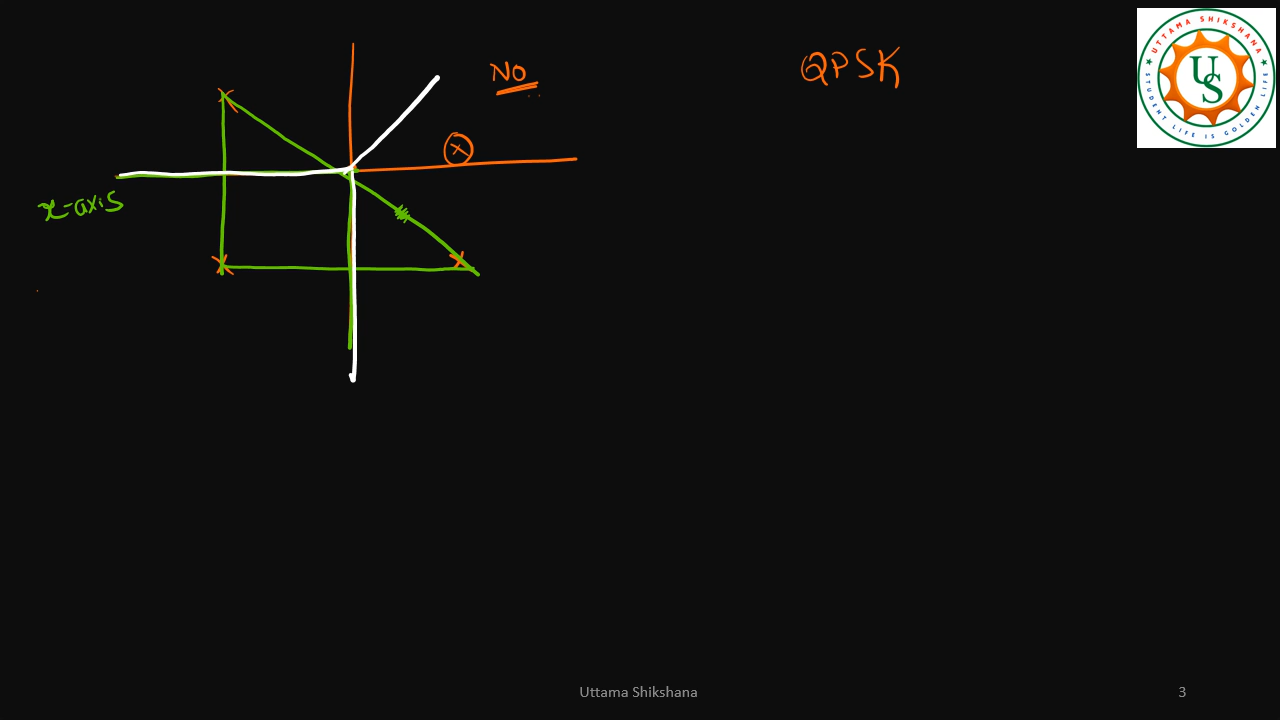 NO
QPSK
x-axis
UTTAMA SHIKSHANA
US
STUDENT LIFE IS GOLDEN LIFE
Uttama Shikshana
3